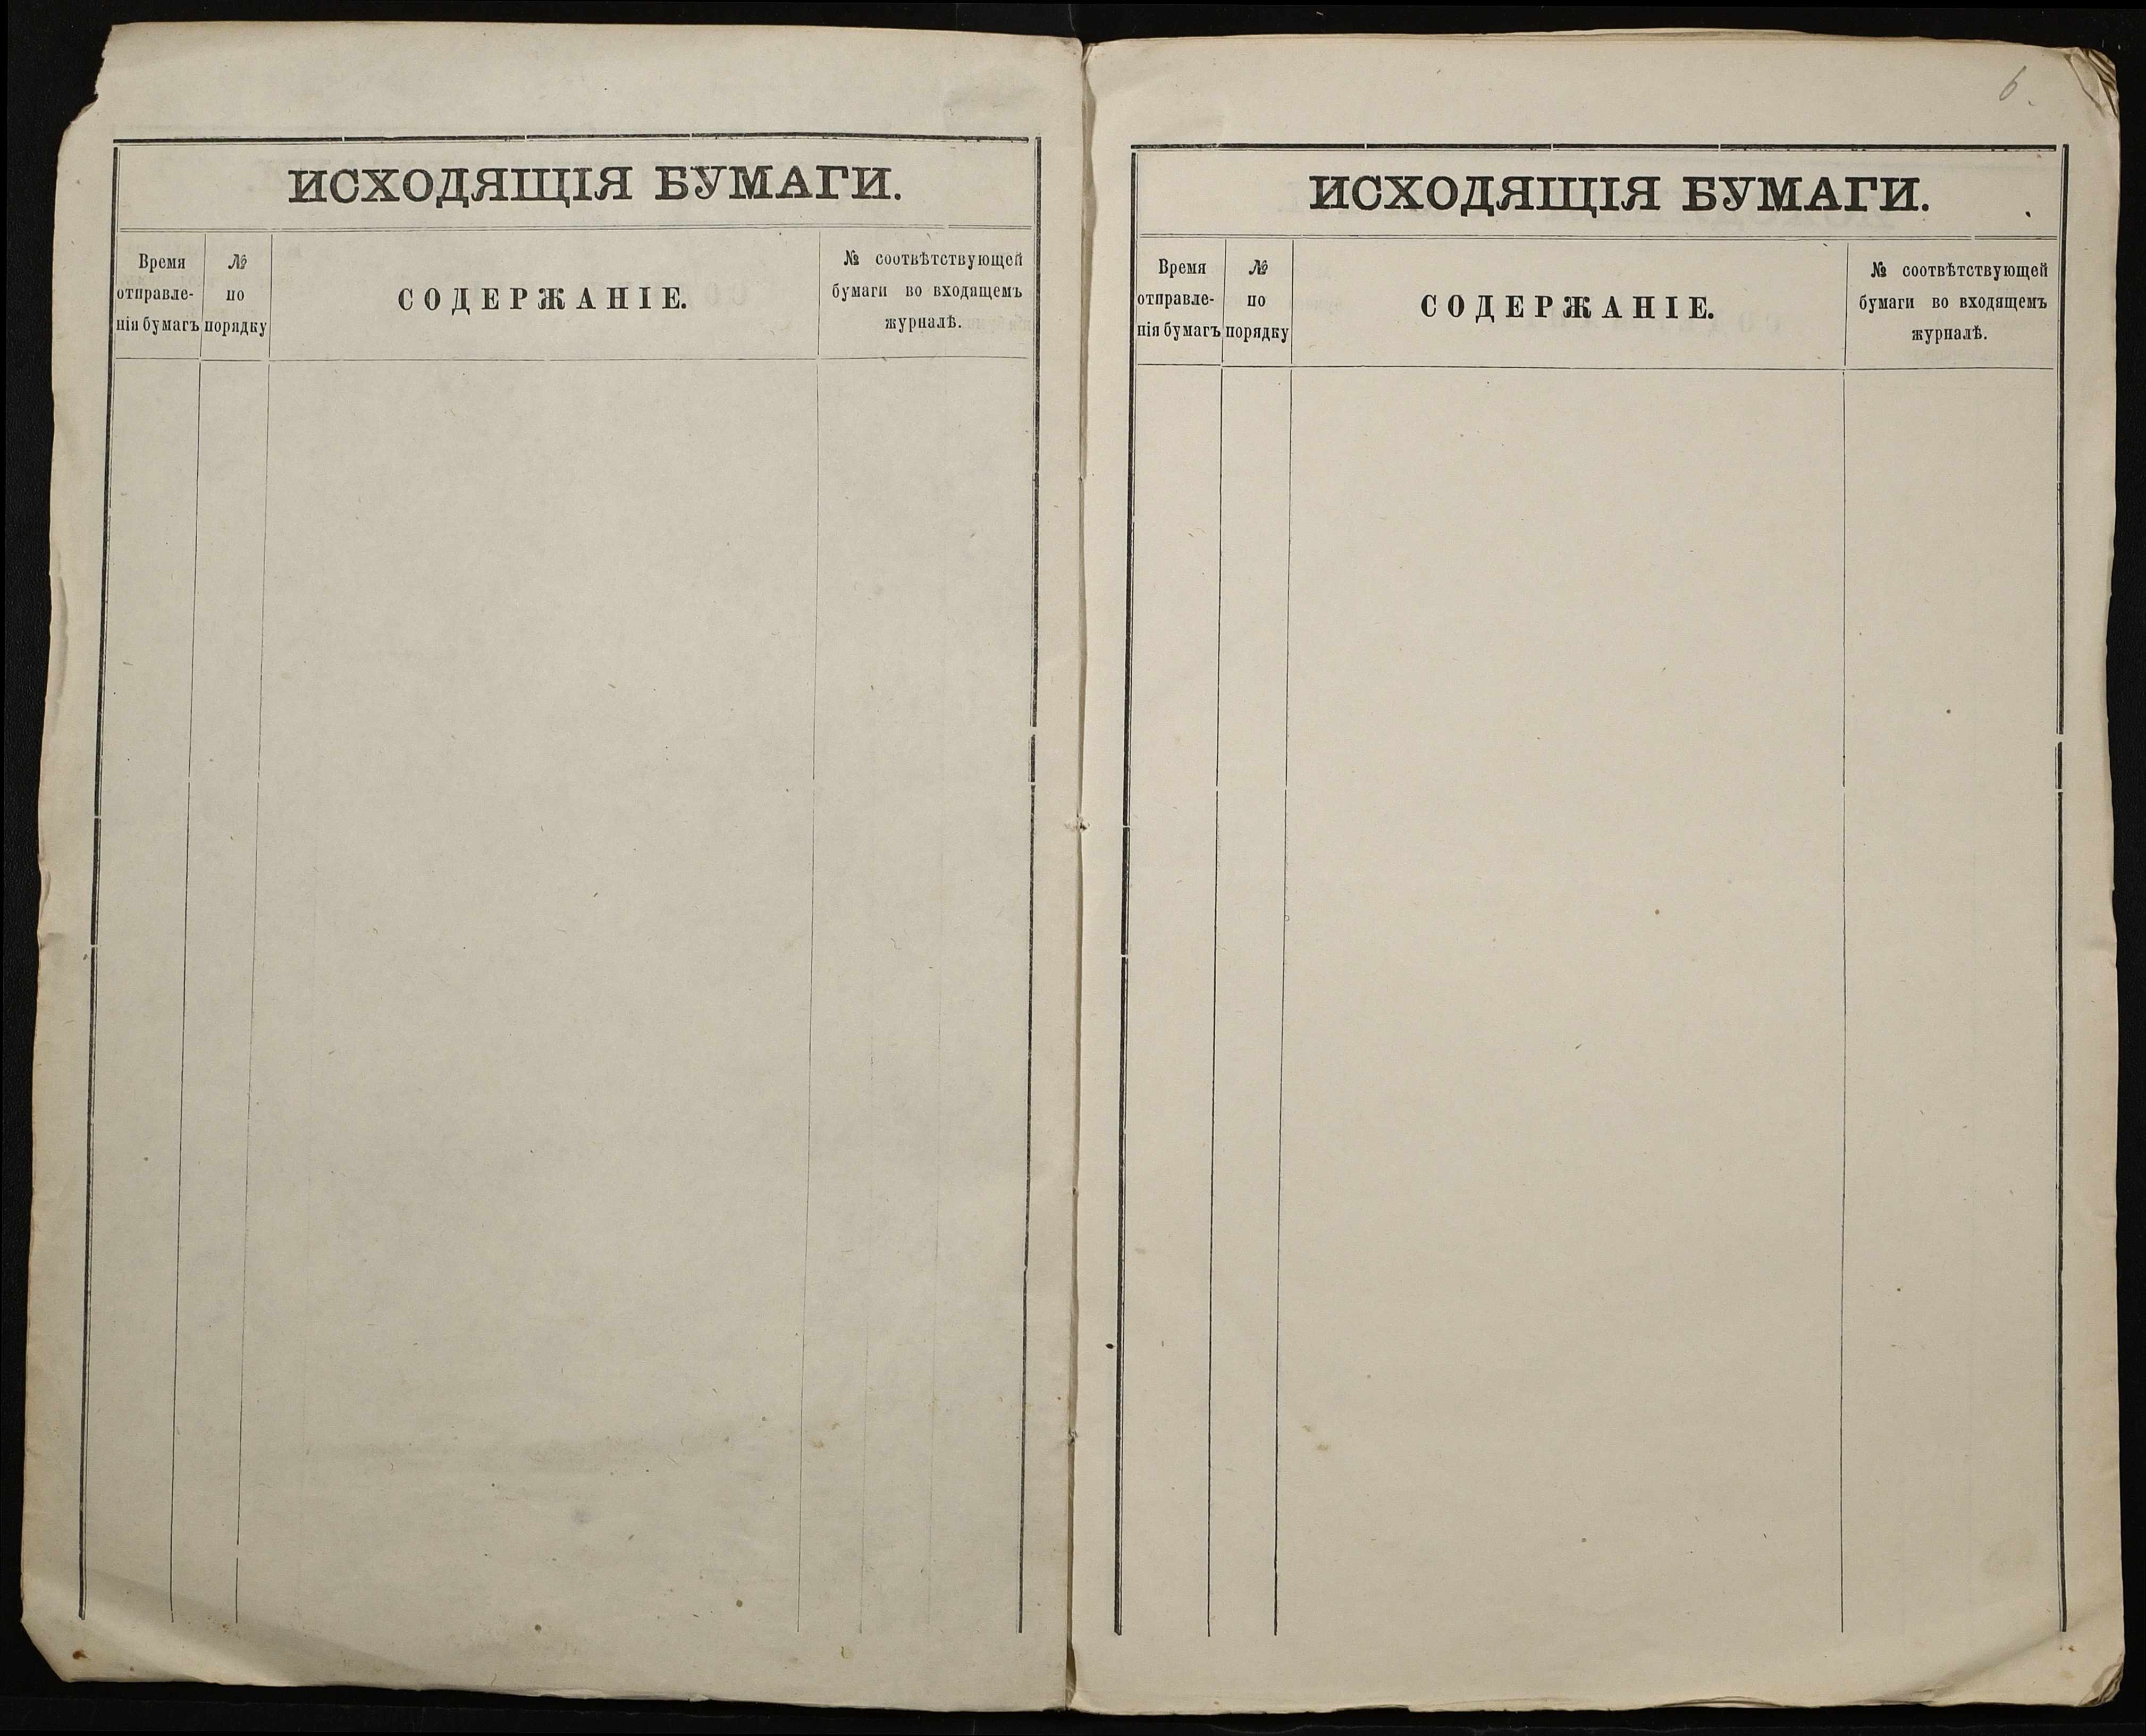 ИСХОДЯЩІЯ БУМАГИ.
Время
отправле-
нія бумагъ
№
по
порядку
СОДЕРЖАНІЕ.
№ соотвѣтствующей
бумаги во входящемъ
журналѣ.
6.
ИСХОДЯЩІЯ БУМАГИ.
Время
отправле-
нія бумагъ
№
по
порядку
СОДЕРЖАНІЕ.
№ соотвѣтствующей
бумаги во входящемъ
журналѣ.